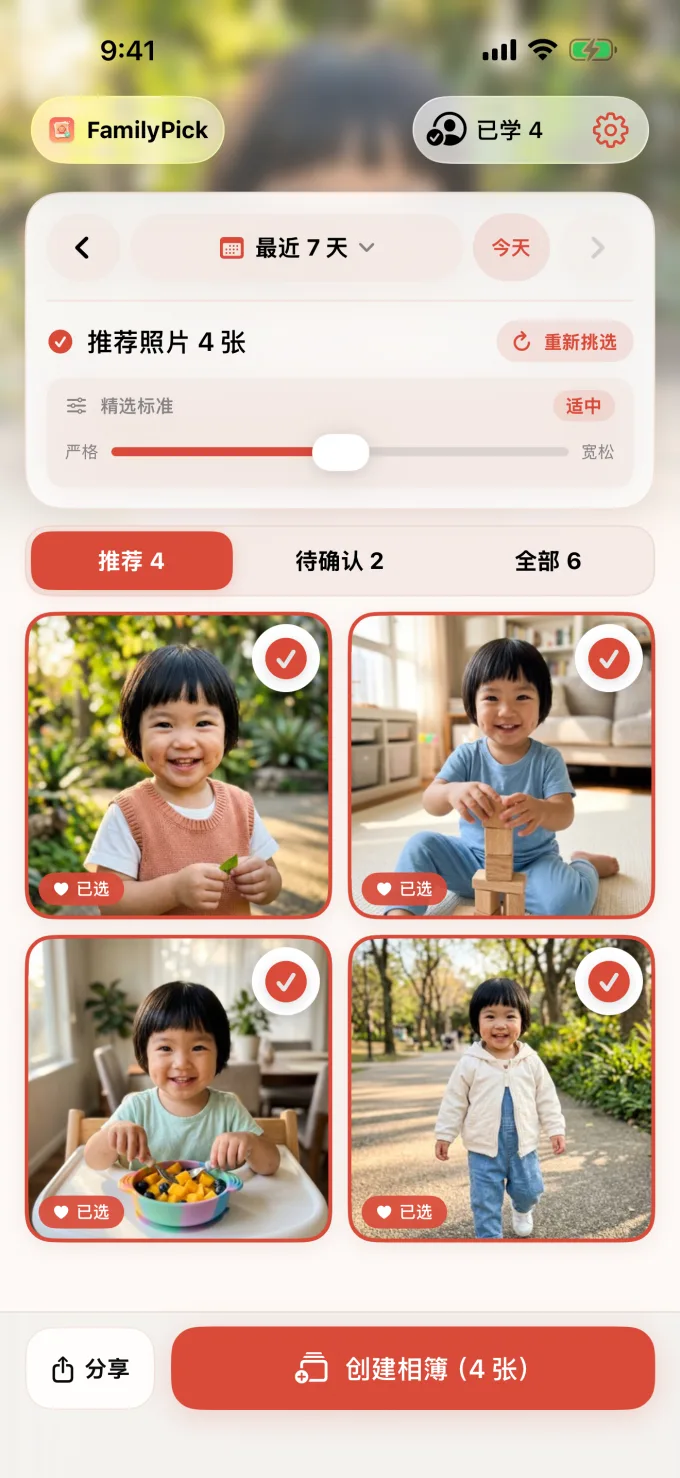 9:41
FamilyPick
已学 4
最近 7 天
今天
推荐照片 4 张
重新挑选
精选标准
适中
严格
宽松
推荐 4
待确认 2
全部 6
已选
已选
已选
已选
分享
创建相簿（4 张）